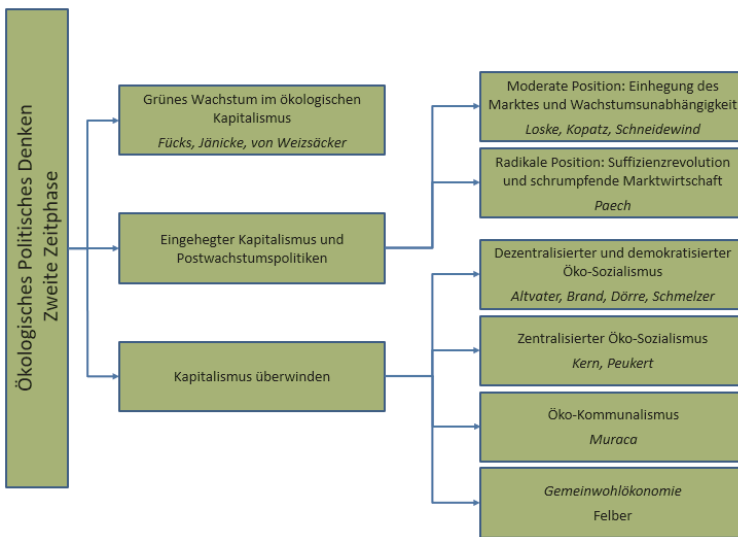 Ökologisches Politisches Denken
Zweite Zeitphase
Grünes Wachstum im ökologischen
Kapitalismus
Fücks, Jänicke, von Weizsäcker
Eingehegter Kapitalismus und
Postwachstumspolitiken
Kapitalismus überwinden
Moderate Position: Einhegung des
Marktes und Wachstumsunabhängigkeit
Loske, Kopatz, Schneidewind
Radikale Position: Suffizienzrevolution
und schrumpfende Marktwirtschaft
Paech
Dezentralisierter und demokratisierter
Öko-Sozialismus
Altvater, Brand, Dörre, Schmelzer
Zentralisierter Öko-Sozialismus
Kern, Peukert
Öko-Kommunalismus
Muraca
Gemeinwohlökonomie
Felber